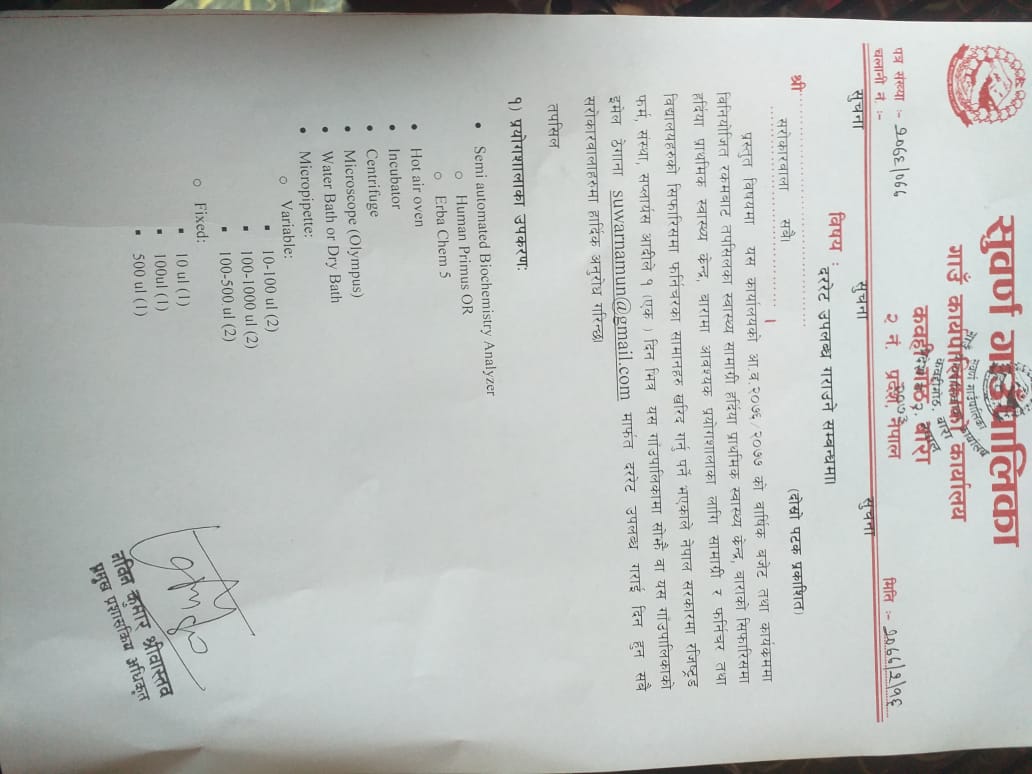 सुवर्ण गाउँपालिका
गाउँ कार्यपालिकाको कार्यालय
कवहीगोठ, बारा
२ नं. प्रदेश, नेपाल
पत्र संख्या :- २०७६/०७७
चलानी नं. :-
मिति :-
सूचना सूचना सूचना
(दोस्रो पटक प्रकाशित)
विषय : दररेट उपलब्ध गराउने सम्बन्धमा।
श्री
सरोकारवाला सवै।
प्रस्तुत विषयमा यस कार्यालयको आ.व.२०७६/२०७७ को वार्षिक बजेट तथा कार्यक्रममा
विनियोजित रकमवाट तपसिलका स्वास्थ्य सामाग्री हर्दिया प्राथमिक स्वास्थ्य केन्द्र, बाराको सिफारिसमा
हर्दिया प्राथमिक स्वास्थ्य केन्द्र, बारामा आवश्यक प्रयोगशालाका लागि सामाग्री र फर्निचर तथा
विद्यालयहरुको सिफारिसमा फर्निचरका सामानहरु खरिद गर्नु पर्ने भएकाले नेपाल सरकारमा रजिष्टर्ड
फर्म, संस्था, सप्लायर्स आदीले १ (एक ) दिन भित्र यस गाँउपालिकामा सोझै वा यस गाँउपालिकाको
इमेल ठेगाना suwarnamun@gmail.com मार्फत दररेट उपलब्ध गराई दिन हुन सवै
सरोकारवालाहरुमा हार्दिक अनुरोध गरिन्छ।
तपसिल
१) प्रयोगशालाका उपकरण:
• Semi automated Biochemistry Analyzer
o Human Primus OR
o Erba Chem 5
• Hot air oven
• Incubator
• Centrifuge
• Microscope (Olympus)
• Water Bath or Dry Bath
• Micropipette:
o Variable:
▪ 10-100 ul (2)
▪ 100-1000 ul (2)
▪ 100-500 ul (2)
o Fixed:
▪ 10 ul (1)
▪ 100ul (1)
▪ 500 ul (1)
ललित कुमार श्रीवास्तव
प्रमुख प्रशासकिय अधिकृत